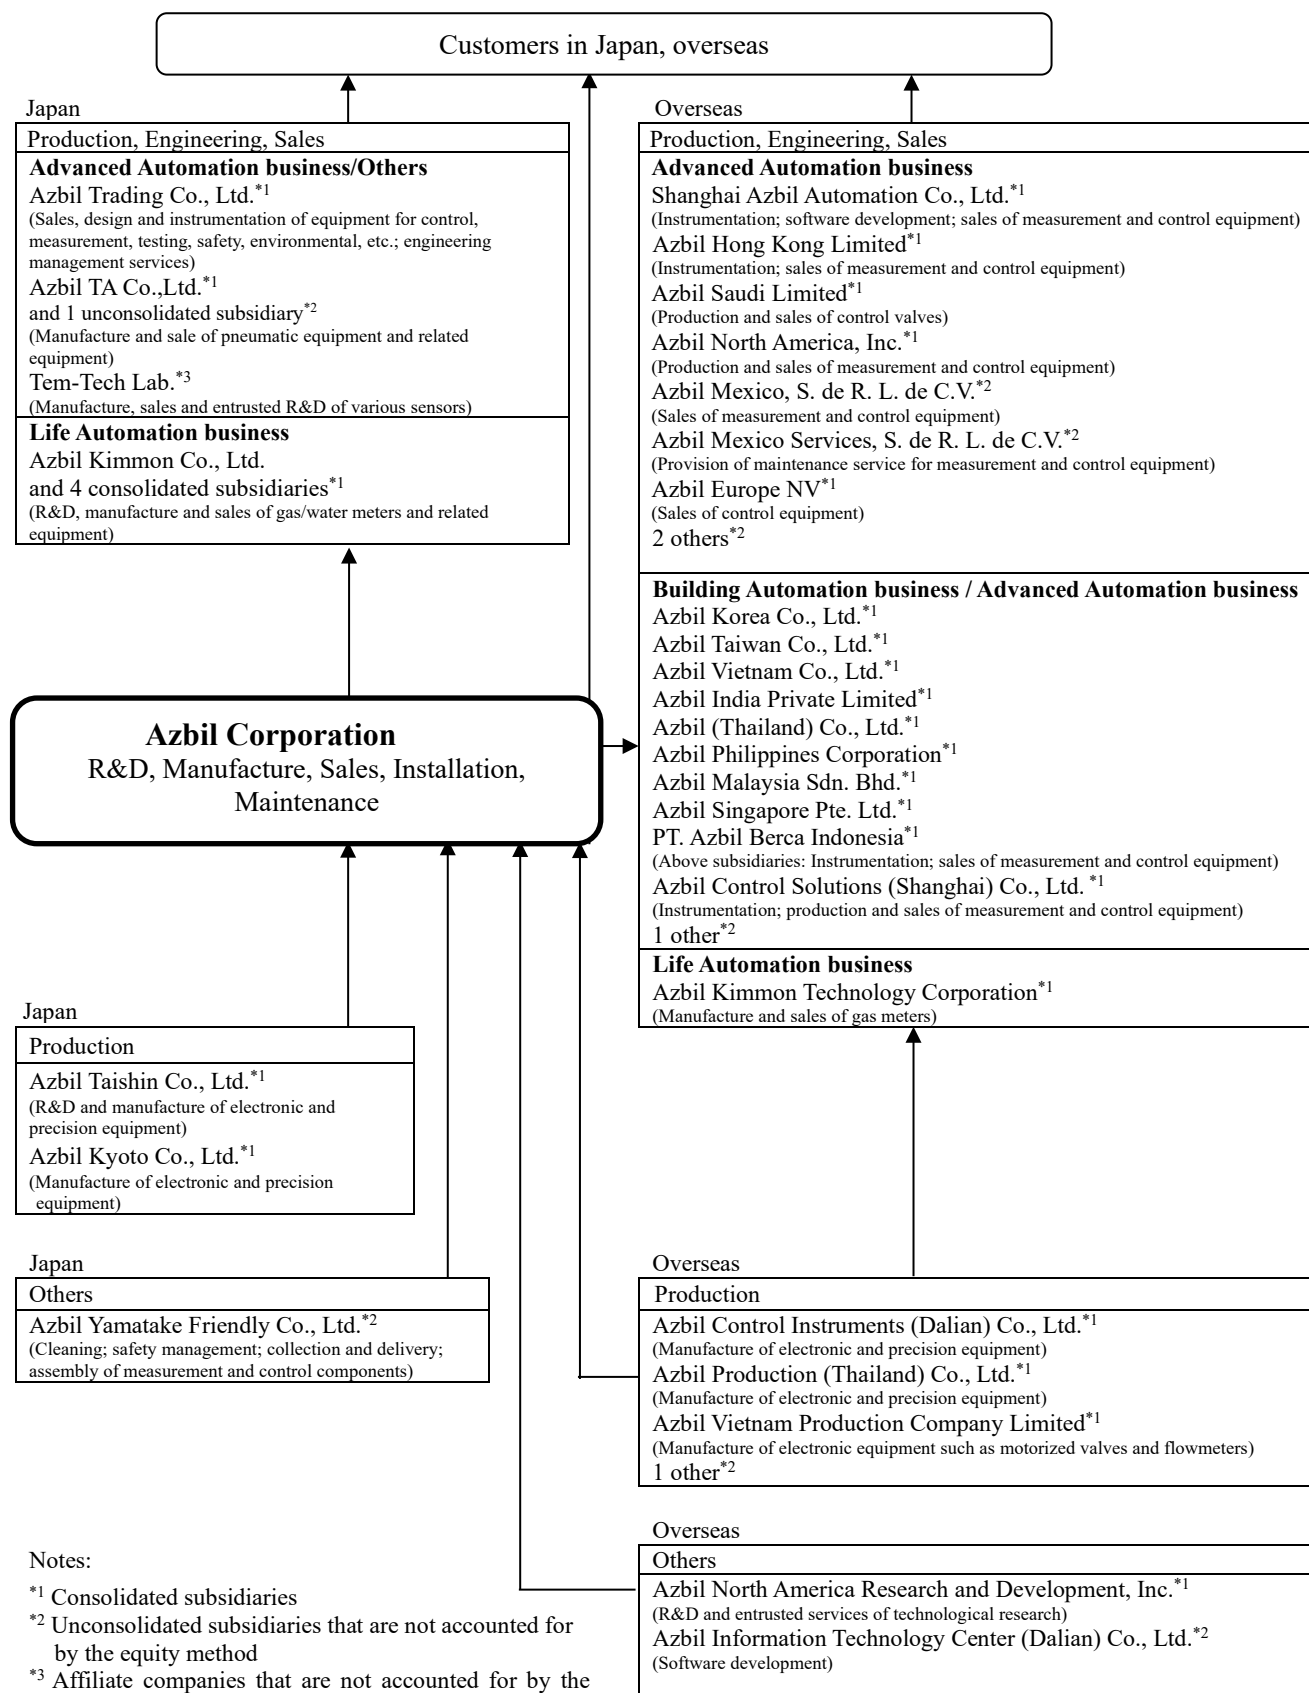 Customers in Japan, overseas
Japan
Production, Engineering, Sales
Advanced Automation business/Others
Azbil Trading Co., Ltd.*1
(Sales, design and instrumentation of equipment for control,
measurement, testing, safety, environmental, etc.; engineering
management services)
Azbil TA Co.,Ltd.*1
and 1 unconsolidated subsidiary*2
(Manufacture and sale of pneumatic equipment and related
equipment)
Tem-Tech Lab.*3
(Manufacture, sales and entrusted R&D of various sensors)
Life Automation business
Azbil Kimmon Co., Ltd.
and 4 consolidated subsidiaries*1
(R&D, manufacture and sales of gas/water meters and related
equipment)
Overseas
Production, Engineering, Sales
Advanced Automation business
Shanghai Azbil Automation Co., Ltd.*1
(Instrumentation; software development; sales of measurement and control equipment)
Azbil Hong Kong Limited*1
(Instrumentation; sales of measurement and control equipment)
Azbil Saudi Limited*1
(Production and sales of control valves)
Azbil North America, Inc.*1
(Production and sales of measurement and control equipment)
Azbil Mexico, S. de R. L. de C.V.*2
(Sales of measurement and control equipment)
Azbil Mexico Services, S. de R. L. de C.V.*2
(Provision of maintenance service for measurement and control equipment)
Azbil Europe NV*1
(Sales of control equipment)
2 others*2
Building Automation business / Advanced Automation business
Azbil Korea Co., Ltd.*1
Azbil Taiwan Co., Ltd.*1
Azbil Vietnam Co., Ltd.*1
Azbil India Private Limited*1
Azbil (Thailand) Co., Ltd.*1
Azbil Philippines Corporation*1
Azbil Malaysia Sdn. Bhd.*1
Azbil Singapore Pte. Ltd.*1
PT. Azbil Berca Indonesia*1
(Above subsidiaries: Instrumentation; sales of measurement and control equipment)
Azbil Control Solutions (Shanghai) Co., Ltd. *1
(Instrumentation; production and sales of measurement and control equipment)
1 other*2
Life Automation business
Azbil Kimmon Technology Corporation*1
(Manufacture and sales of gas meters)
Azbil Corporation
R&D, Manufacture, Sales, Installation,
Maintenance
Japan
Production
Azbil Taishin Co., Ltd.*1
(R&D and manufacture of electronic and
precision equipment)
Azbil Kyoto Co., Ltd.*1
(Manufacture of electronic and precision
equipment)
Japan
Others
Azbil Yamatake Friendly Co., Ltd.*2
(Cleaning; safety management; collection and delivery;
assembly of measurement and control components)
Overseas
Production
Azbil Control Instruments (Dalian) Co., Ltd.*1
(Manufacture of electronic and precision equipment)
Azbil Production (Thailand) Co., Ltd.*1
(Manufacture of electronic and precision equipment)
Azbil Vietnam Production Company Limited*1
(Manufacture of electronic equipment such as motorized valves and flowmeters)
1 other*2
Overseas
Others
Azbil North America Research and Development, Inc.*1
(R&D and entrusted services of technological research)
Azbil Information Technology Center (Dalian) Co., Ltd.*2
(Software development)
Notes:
*1 Consolidated subsidiaries
*2 Unconsolidated subsidiaries that are not accounted for
by the equity method
*3 Affiliate companies that are not accounted for by the